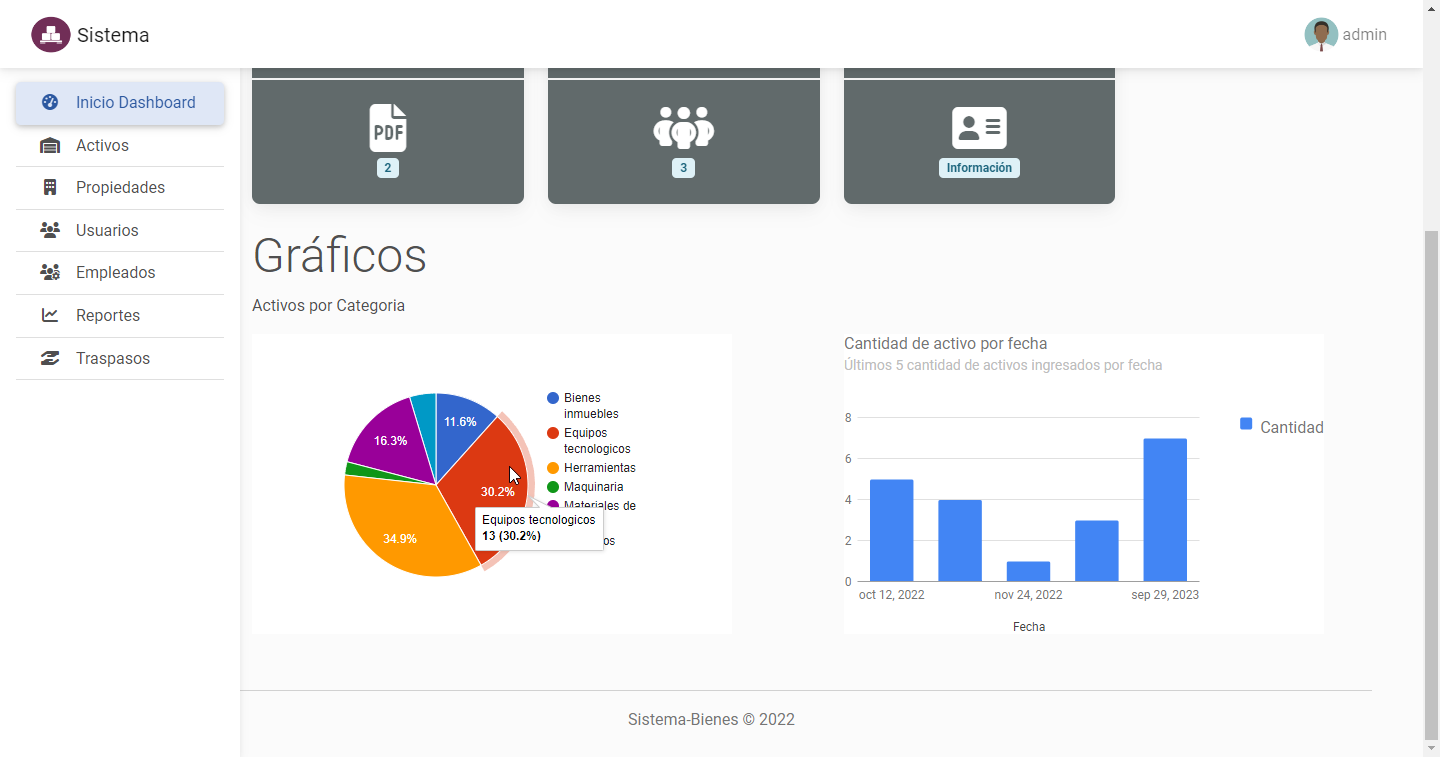 Sistema
admin
Inicio Dashboard
Activos
Propiedades
Usuarios
Empleados
Reportes
Traspasos
PDF
2
3
Información
Gráficos
Activos por Categoria
11.6%
30.2%
34.9%
16.3%
Bienes
inmuebles
Equipos
tecnologicos
Herramientas
Maquinaria
Materiales de
Equipos tecnologicos
13 (30.2%)
Cantidad de activo por fecha
Últimos 5 cantidad de activos ingresados por fecha
8
6
4
2
0
Cantidad
oct 12, 2022
nov 24, 2022
sep 29, 2023
Fecha
Sistema-Bienes © 2022